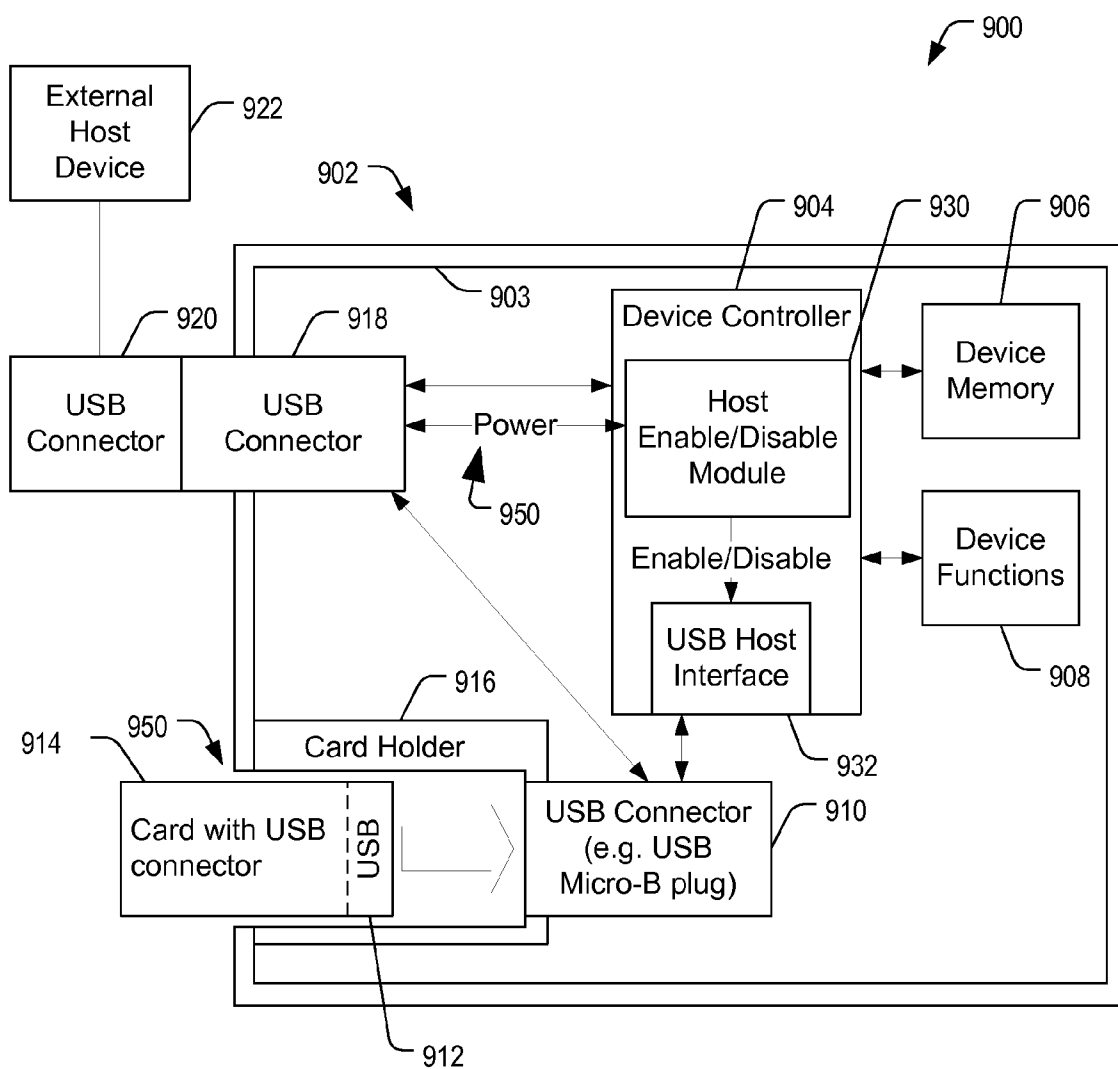 900
External
Host
Device
922
902
904
930
906
903
920
918
Device Controller
Device
Memory
USB
Connector
USB
Connector
Power
Host
Enable/Disable
Module
950
Enable/Disable
Device
Functions
USB Host
Interface
908
916
914
950
Card Holder
932
Card with USB
connector
USB
USB Connector
(e.g. USB
Micro-B plug)
910
912